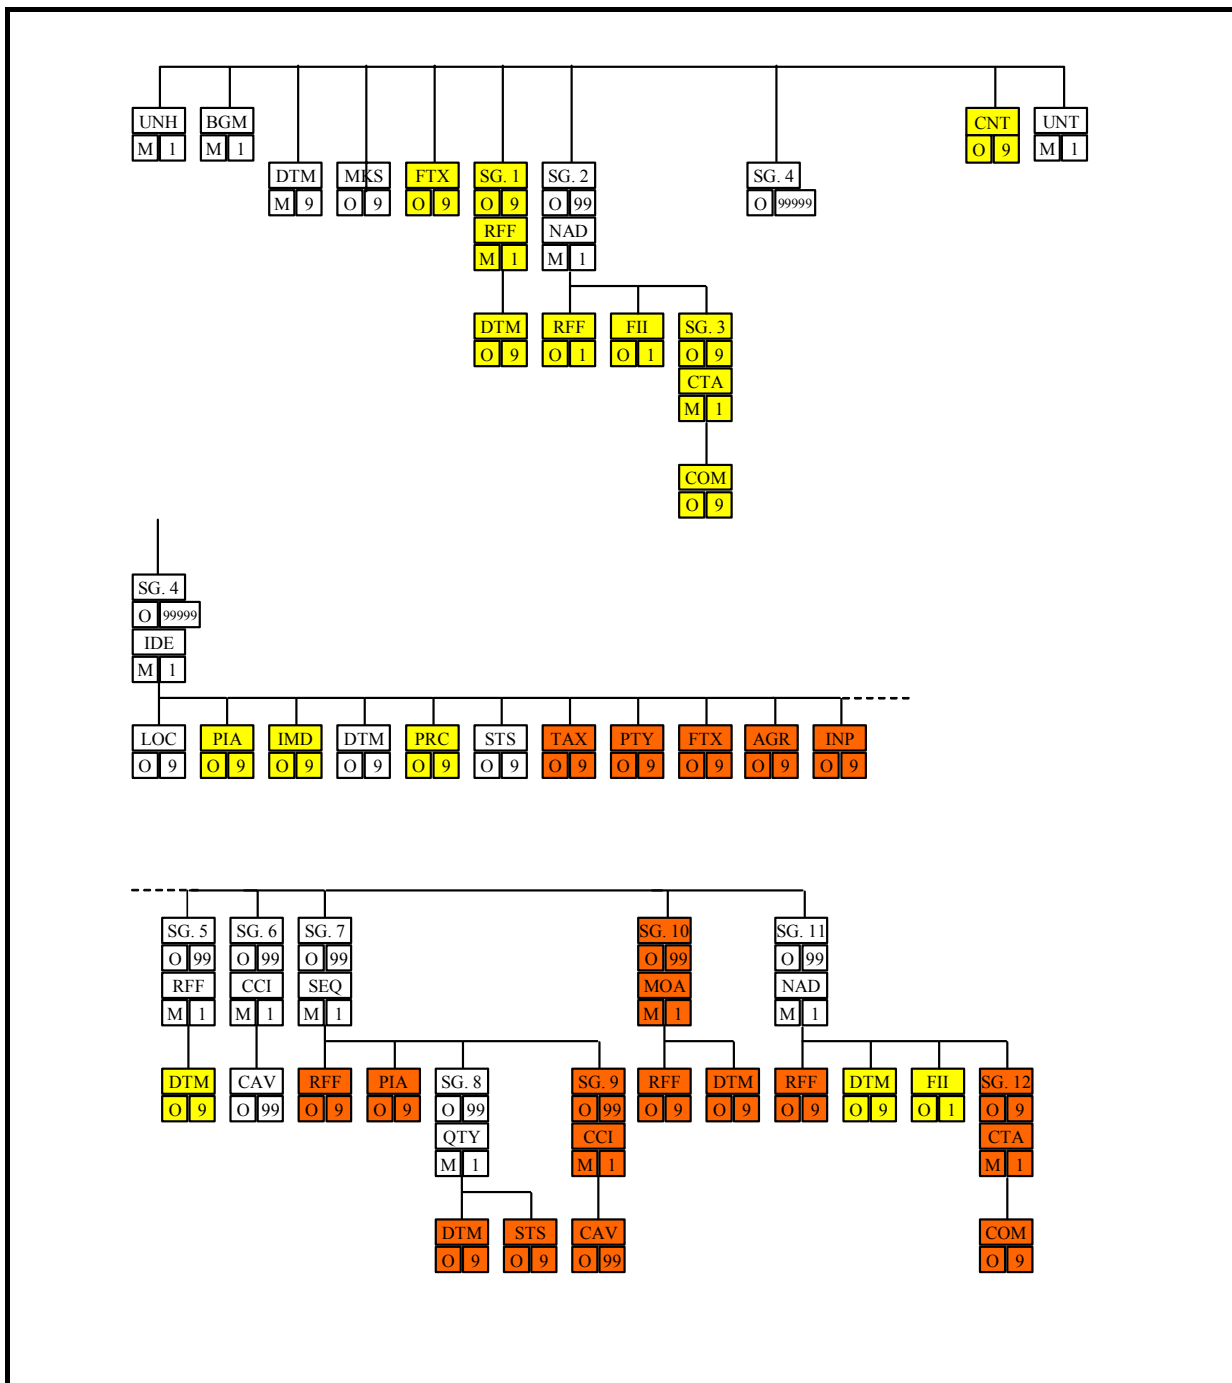 UNH BGM CNT UNT
M 1 M 1 O 9 M 1
DTM MKS FTX SG. 1 SG. 2 SG. 4
M 9 O 9 O 9 O 9 O 99 O 99999
RFF NAD
M 1 M 1
DTM RFF FII SG. 3
O 9 O 1 O 1 O 9
CTA
M 1
COM
O 9
SG. 4
O 99999
IDE
M 1
LOC PIA IMD DTM PRC STS TAX PTY FTX AGR INP
O 9 O 9 O 9 O 9 O 9 O 9 O 9 O 9 O 9 O 9 O 9
SG. 5 SG. 6 SG. 7 SG. 10 SG. 11
O 99 O 99 O 99 O 99 O 99
RFF CCI SEQ MOA NAD
M 1 M 1 M 1 M 1 M 1
DTM CAV RFF PIA SG. 8 SG. 9 RFF DTM RFF DTM FII SG. 12
O 9 O 99 O 9 O 9 O 99 O 99 O 9 O 9 O 9 O 9 O 1 O 9
QTY CCI CTA
M 1 M 1 M 1
DTM STS CAV COM
O 9 O 9 O 99 O 9